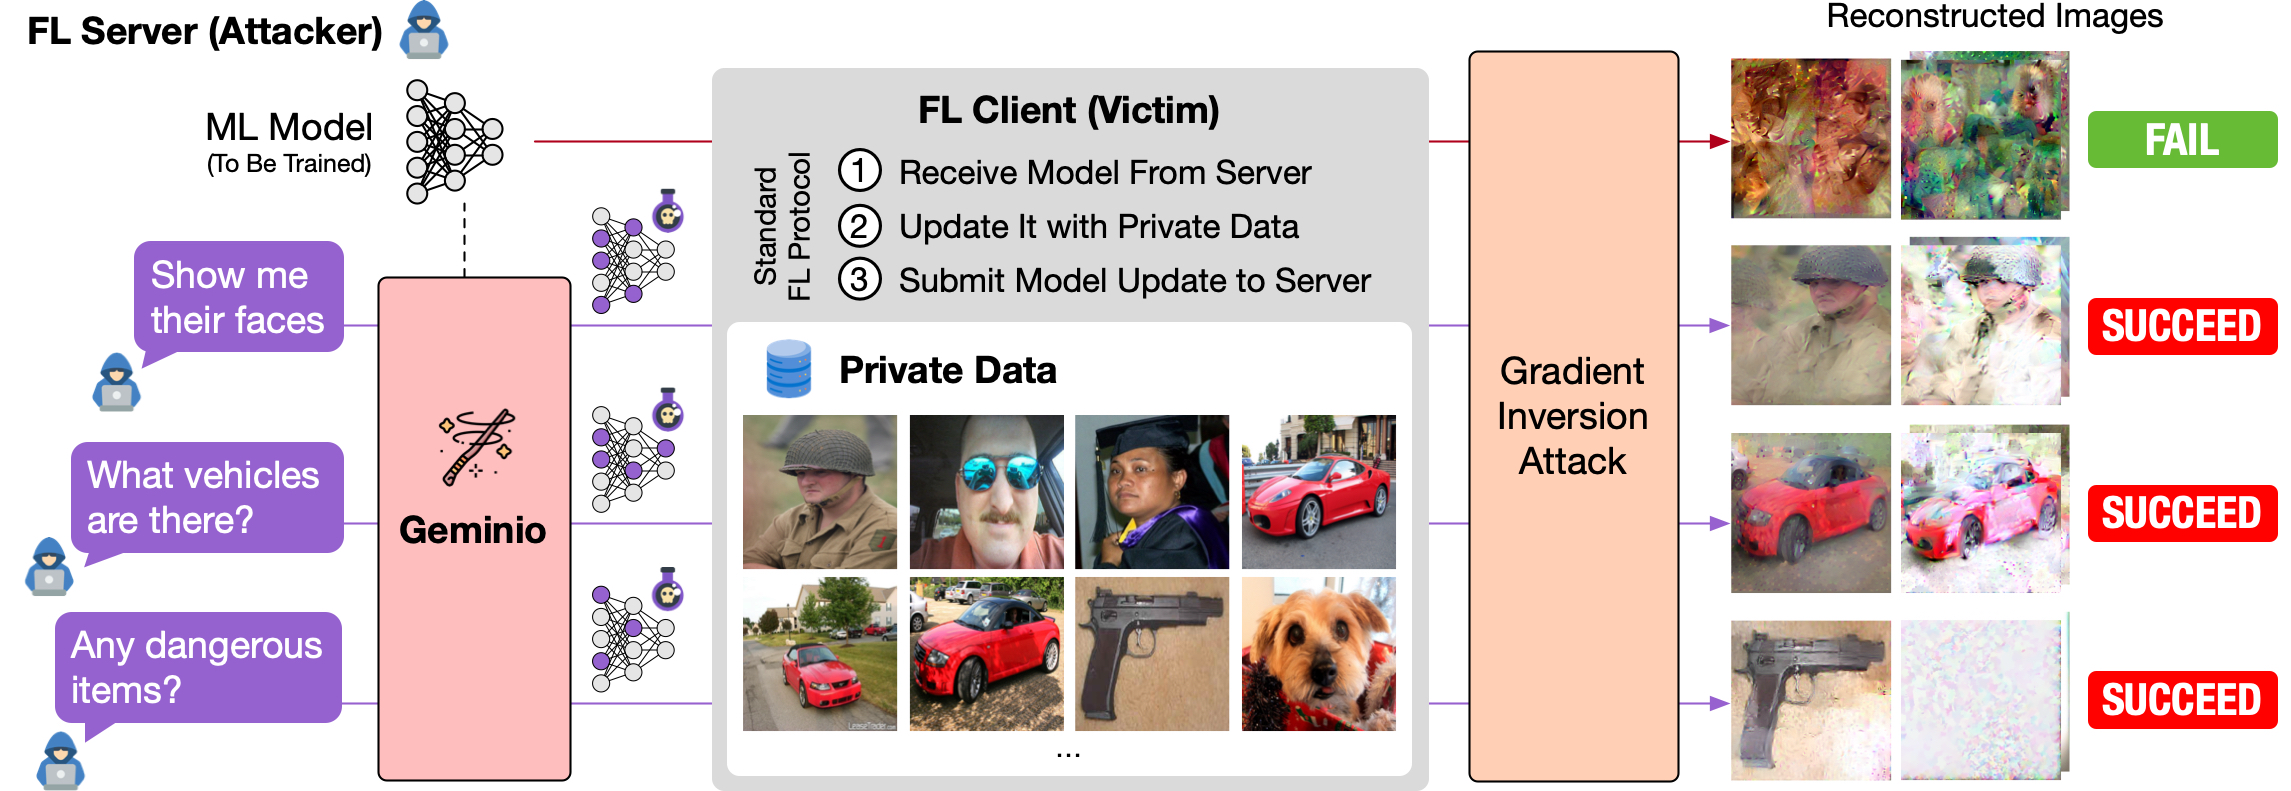 FL Server (Attacker)
ML Model
(To Be Trained)
Show me
their faces
What vehicles
are there?
Any dangerous
items?
Geminio
FL Client (Victim)
Standard
FL Protocol
1 Receive Model From Server
2 Update It with Private Data
3 Submit Model Update to Server
Private Data
LeaseTrader.com
...
Gradient
Inversion
Attack
Reconstructed Images
FAIL
SUCCEED
SUCCEED
SUCCEED